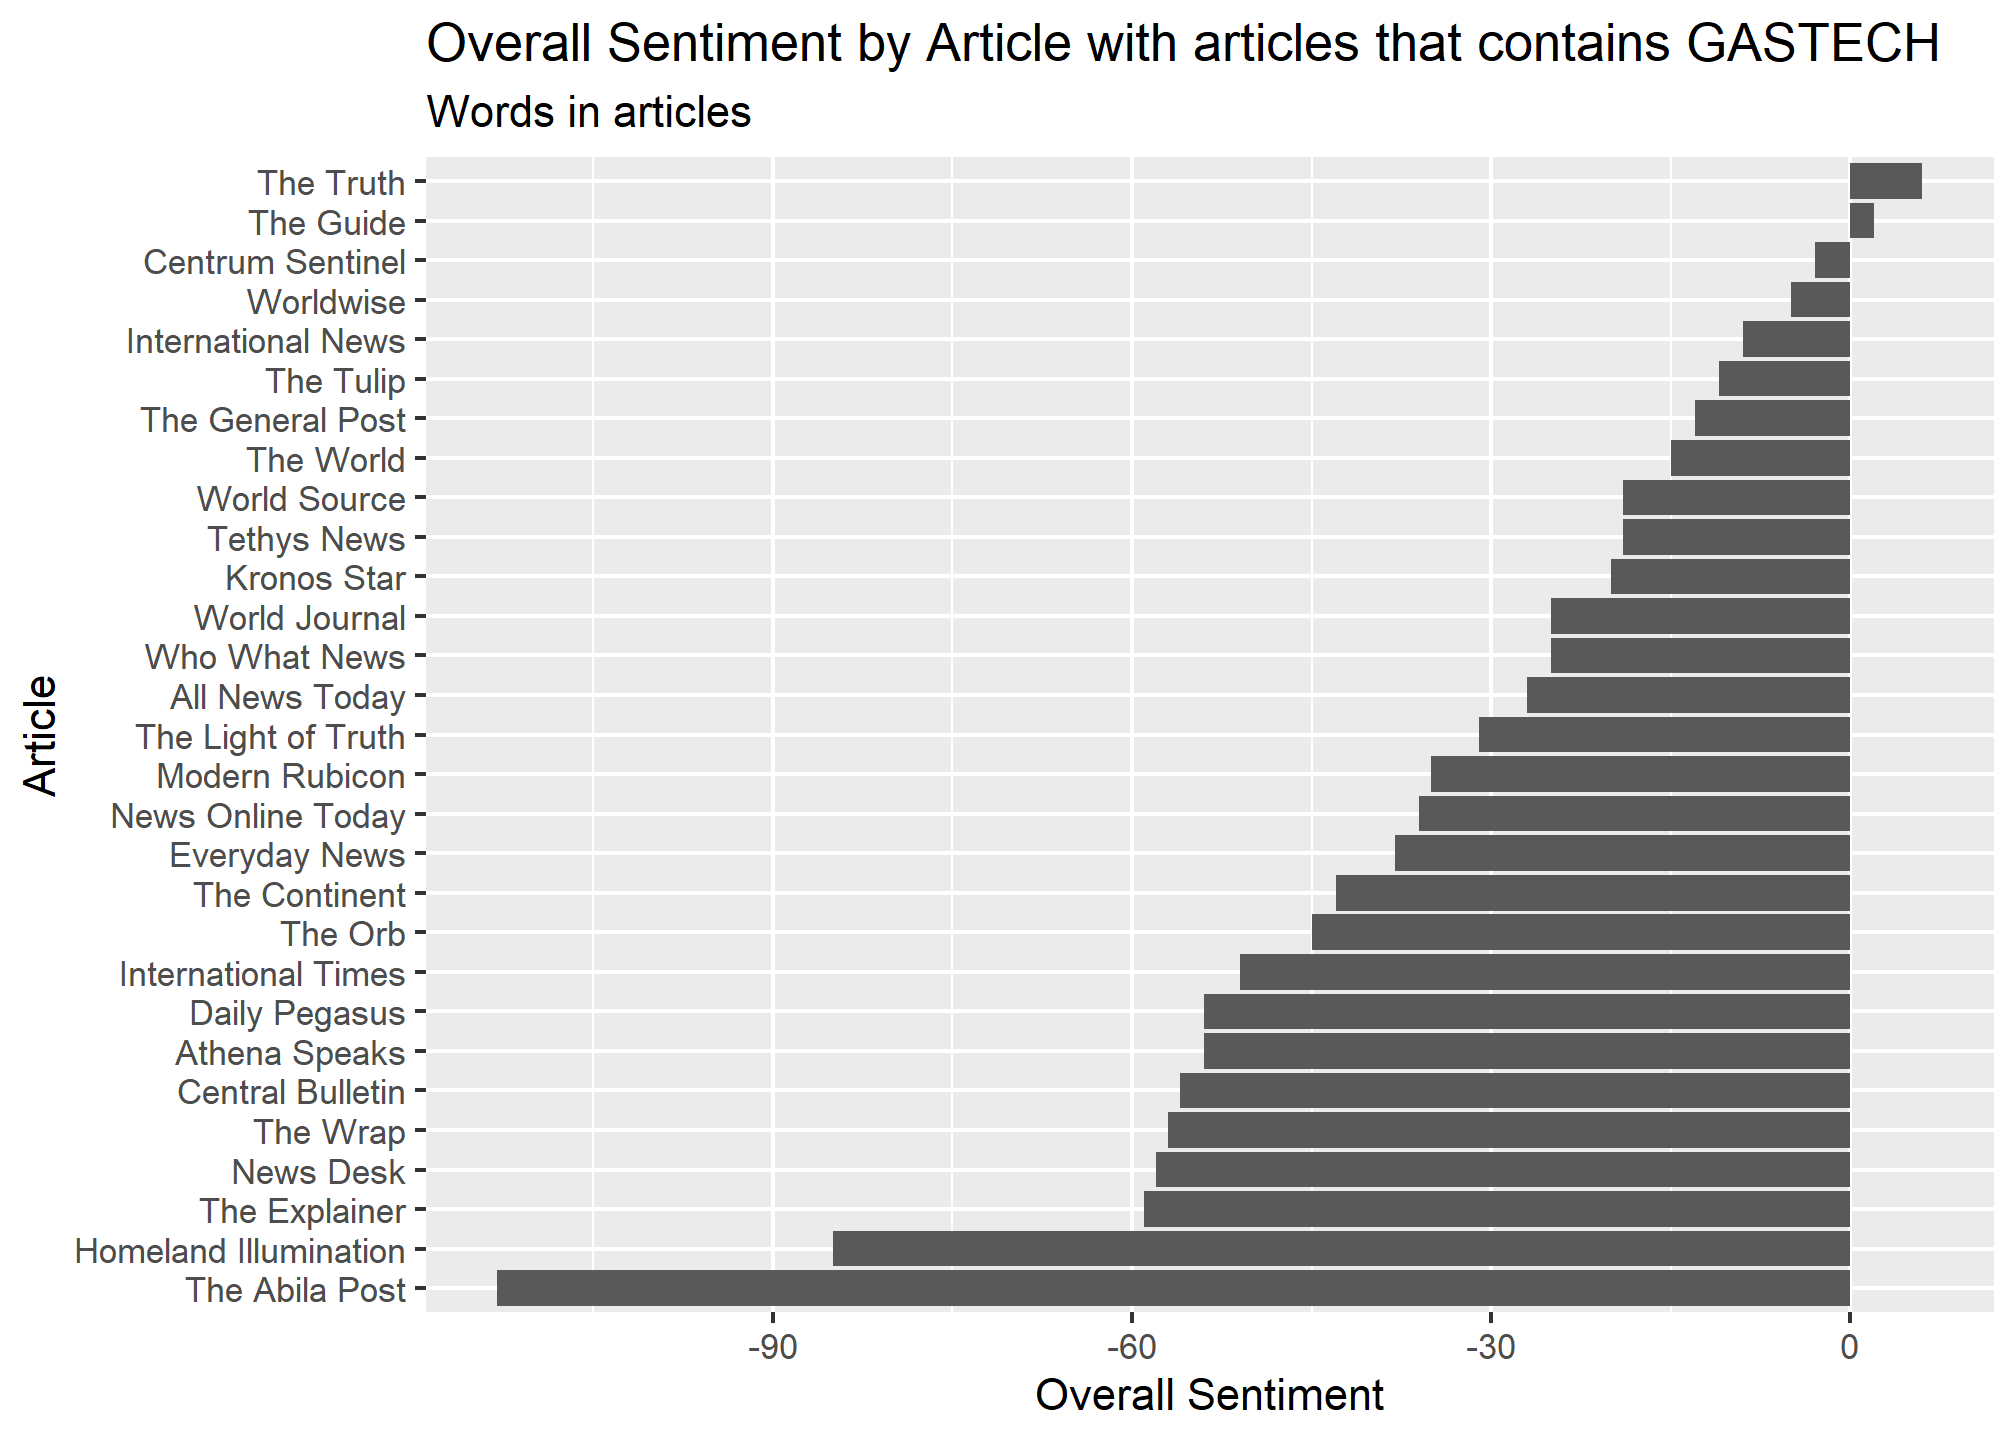 Overall Sentiment by Article with articles that contains GASTECH
Words in articles
The Truth
The Guide
Centrum Sentinel
Worldwise
International News
The Tulip
The General Post
The World
World Source
Tethys News
Kronos Star
World Journal
Who What News
All News Today
The Light of Truth
Modern Rubicon
News Online Today
Everyday News
The Continent
The Orb
International Times
Daily Pegasus
Athena Speaks
Central Bulletin
The Wrap
News Desk
The Explainer
Homeland Illumination
The Abila Post
Article
-90 -60 -30 0
Overall Sentiment